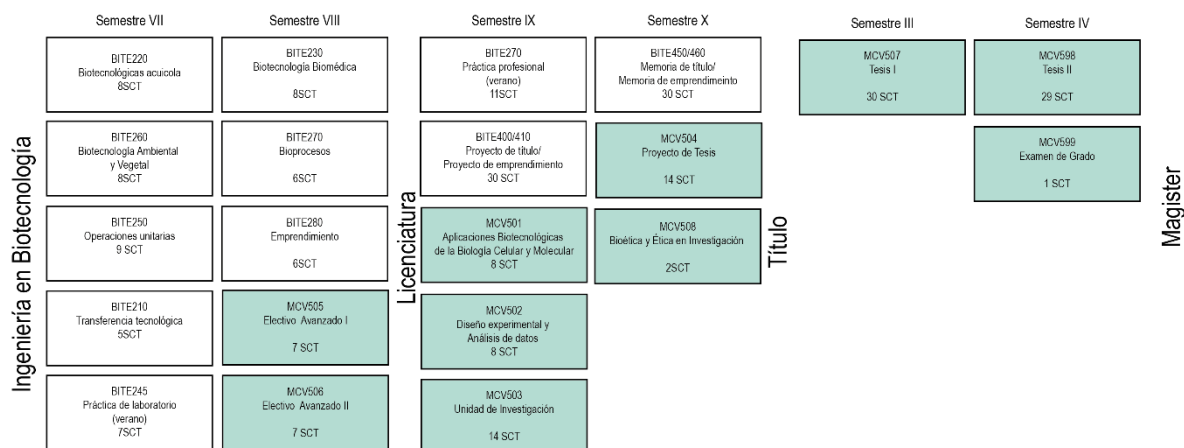 Semestre VII
Semestre VIII
Semestre IX
Semestre X
Semestre III
Semestre IV
Ingeniería en Biotecnología
BITE220
Biotecnológicas acuicola
8SCT
BITE260
Biotecnología Ambiental
y Vegetal
8SCT
BITE250
Operaciones unitarias
9 SCT
BITE210
Transferencia tecnológica
5SCT
BITE245
Práctica de laboratorio
(verano)
7SCT
BITE230
Biotecnología Biomédica
8SCT
BITE270
Bioprocesos
6SCT
BITE280
Emprendimiento
6SCT
MCV505
Electivo Avanzado I
7 SCT
MCV506
Electivo Avanzado II
7 SCT
Licenciatura
BITE270
Práctica profesional
(verano)
11SCT
BITE400/410
Proyecto de título/
Proyecto de emprendimiento
30 SCT
MCV501
Aplicaciones Biotecnológicas
de la Biología Celular y Molecular
8 SCT
MCV502
Diseño experimental y
Análisis de datos
8 SCT
MCV503
Unidad de Investigación
14 SCT
BITE450/460
Memoria de título/
Memoria de emprendimeinto
30 SCT
MCV504
Proyecto de Tesis
14 SCT
MCV508
Bioética y Ética en Investigación
2SCT
Título
MCV507
Tesis I
30 SCT
MCV598
Tesis II
29 SCT
MCV599
Examen de Grado
1 SCT
Magister